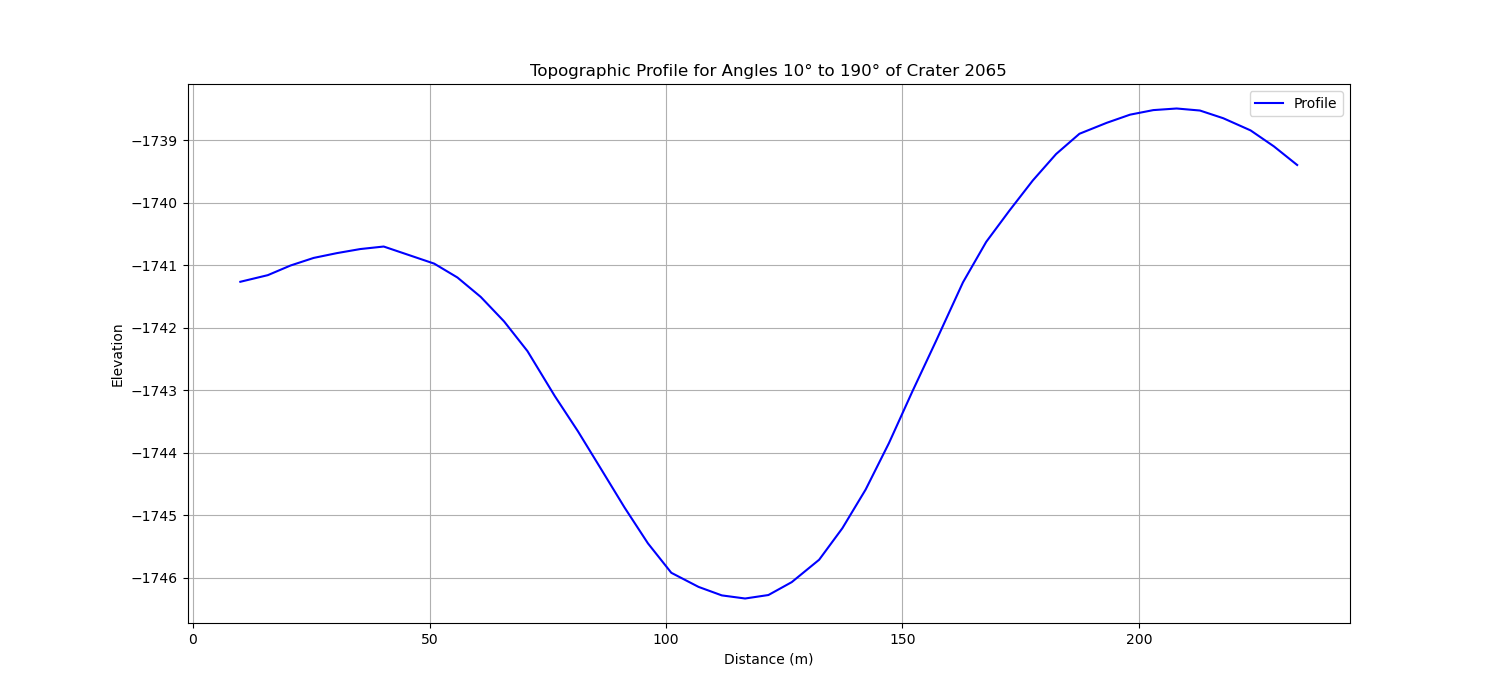 Topographic Profile for Angles 10° to 190° of Crater 2065
Profile
−1739
−1740
−1741
−1742
−1743
−1744
−1745
−1746
Elevation
0 50 100 150 200
Distance (m)